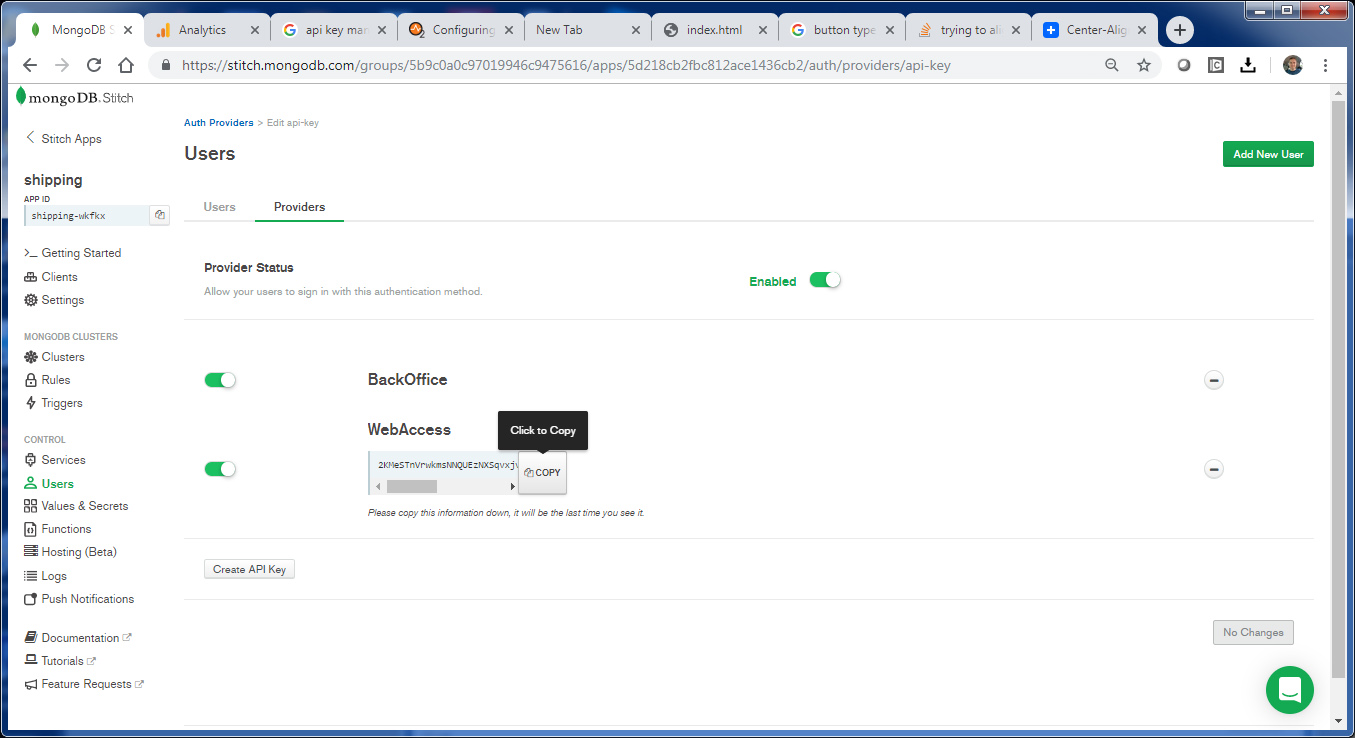 MongoDB S
Analytics
api key man
Configuring
New Tab
index.html
button type
trying to ali
Center-Alig
https://stitch.mongodb.com/groups/5b9c0a0c97019946c9475616/apps/5d218cb2fbc812ace1436cb2/auth/providers/api-key
mongoDB.Stitch
Stitch Apps
shipping
APP ID
shipping-wkfkx
>_ Getting Started
Clients
Settings
MONGODB CLUSTERS
Clusters
Rules
Triggers
CONTROL
Services
Users
Values & Secrets
Functions
Hosting (Beta)
Logs
Push Notifications
Documentation
Tutorials
Feature Requests
Auth Providers > Edit api-key
Users
Add New User
Users
Providers
Provider Status
Allow your users to sign in with this authentication method.
Enabled
BackOffice
WebAccess
Click to Copy
2KMeSTnVrwkmsNNQUEzNXSqvxjv
COPY
Please copy this information down, it will be the last time you see it.
Create API Key
No Changes